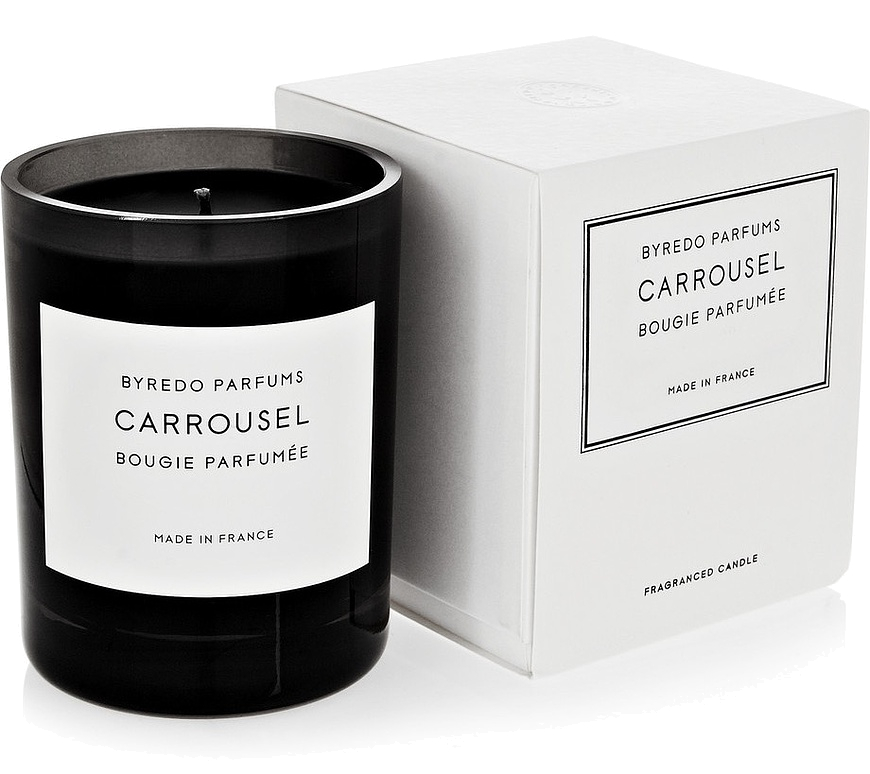 BYREDO PARFUMS
CARROUSEL
BOUGIE PARFUMÉE
MADE IN FRANCE
BYREDO PARFUMS
CARROUSEL
BOUGIE PARFUMÉE
MADE IN FRANCE
FRAGRANCED CANDLE